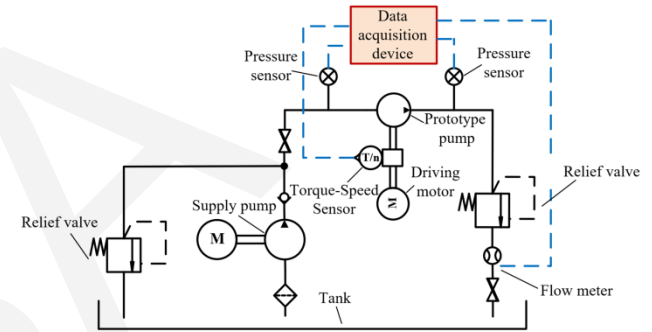 Data
acquisition
device
Pressure
sensor
Pressure
sensor
Prototype
pump
T/n
Torque-Speed
Sensor
Driving
motor
M
Relief valve
Supply pump
Relief valve
M
Flow meter
Tank